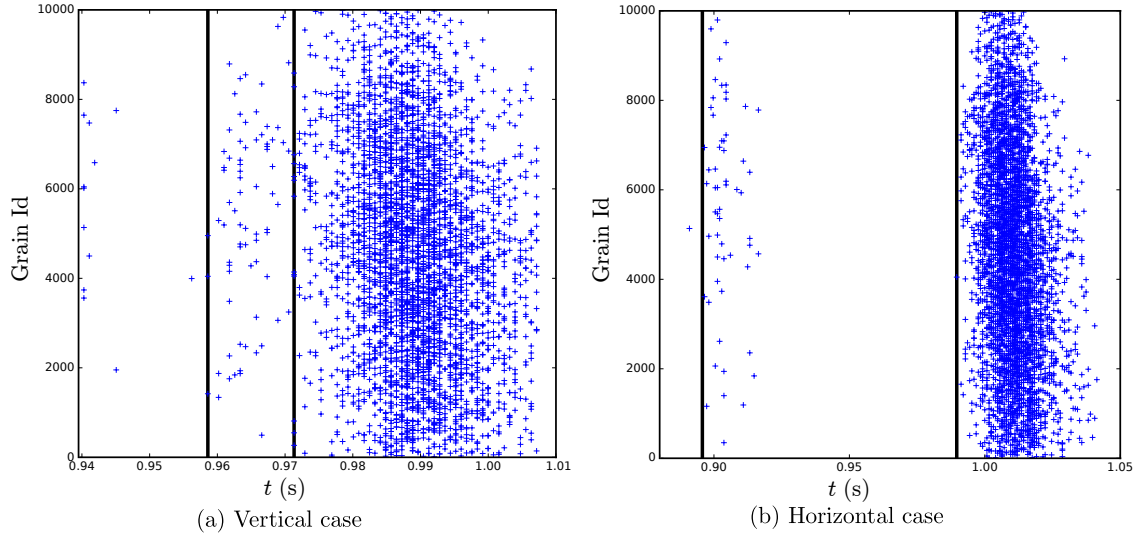 10000
8000
6000
4000
2000
0
Grain Id
0.94 0.95 0.96 0.97 0.98 0.99 1.00 1.01
t (s)
(a) Vertical case
10000
8000
6000
4000
2000
0
Grain Id
0.90 0.95 1.00 1.05
t (s)
(b) Horizontal case